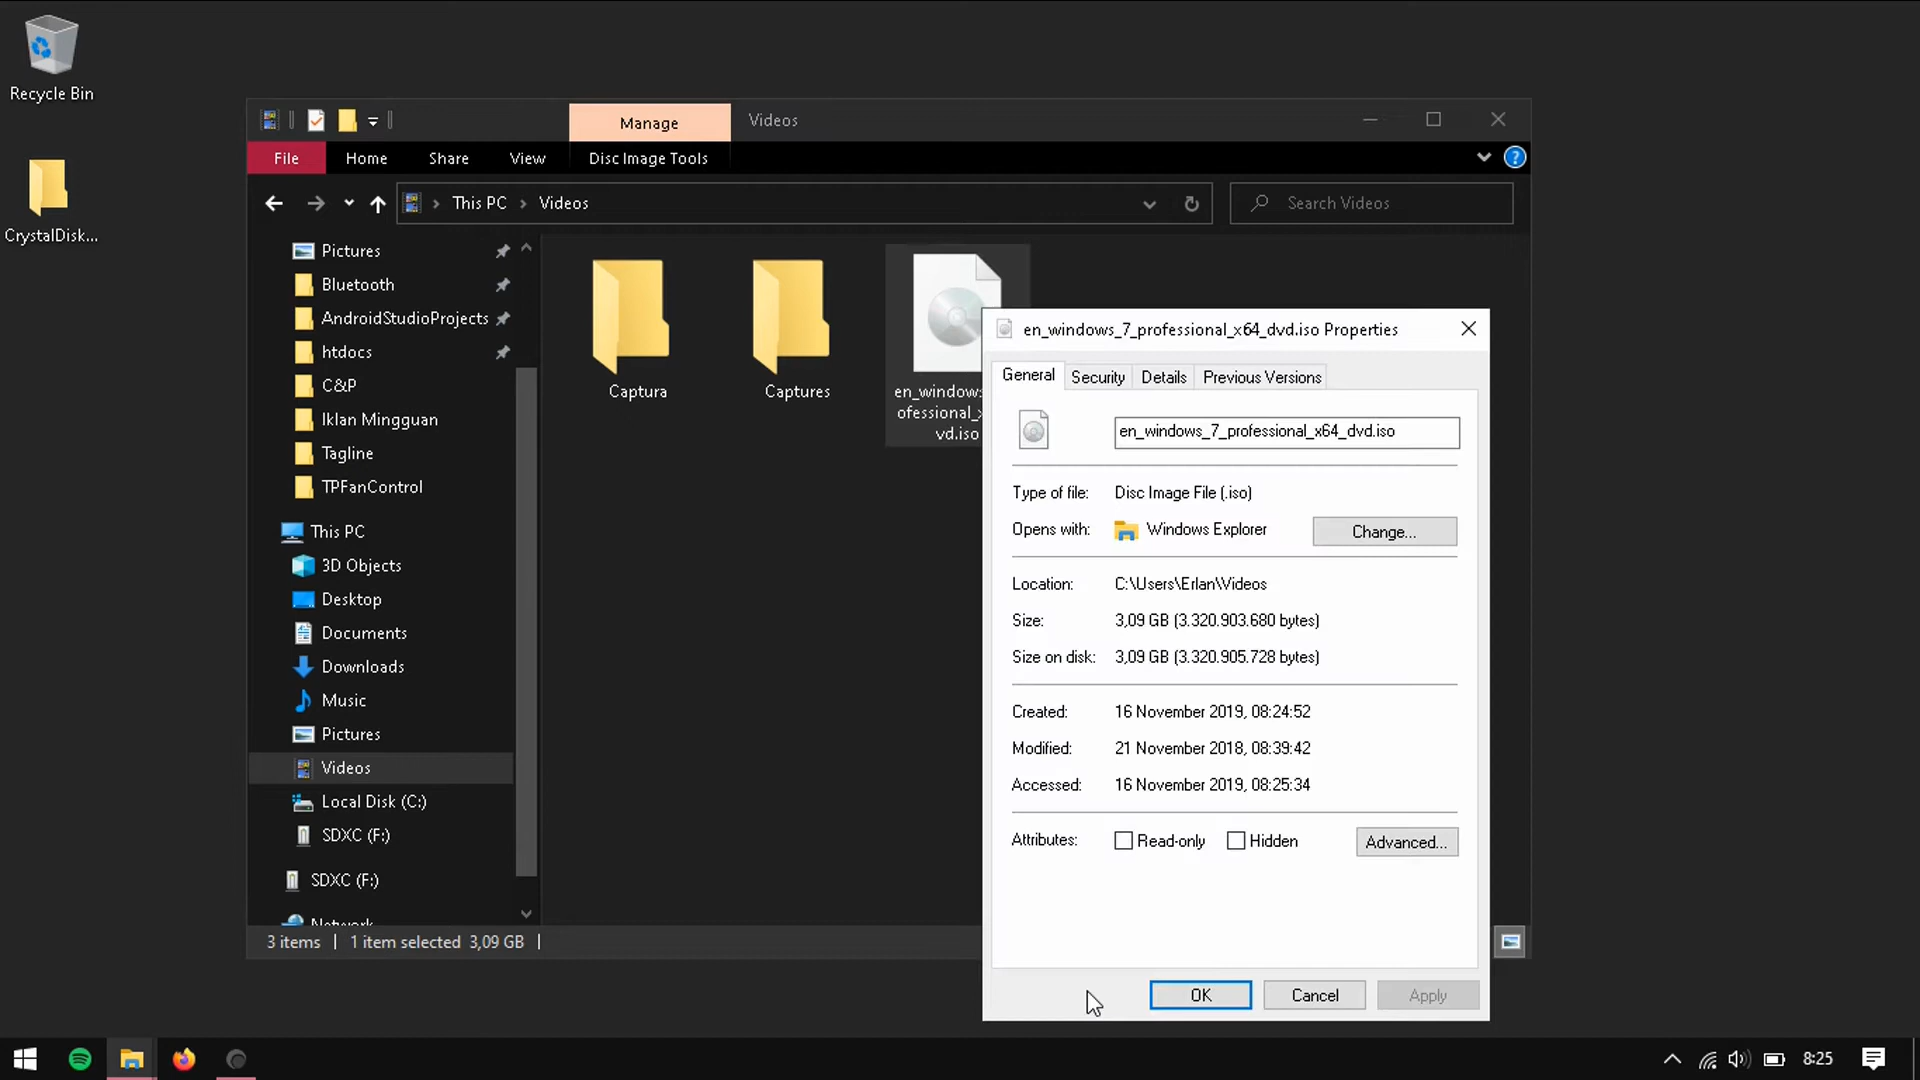 Recycle Bin
CrystalDisk...
Manage
Videos
File
Home
Share
View
Disc Image Tools
This PC
Videos
Search Videos
Pictures
Bluetooth
AndroidStudioProjects
htdocs
C&P
Iklan Mingguan
Tagline
TPFanControl
This PC
3D Objects
Desktop
Documents
Downloads
Music
Pictures
Videos
Local Disk (C:)
SDXC (F:)
SDXC (F:)
Network
Captura
Captures
en_window
ofessional_x
vd.iso
3 items
1 item selected 3,09 GB
en_windows_7_professional_x64_dvd.iso Properties
General
Security
Details
Previous Versions
en_windows_7_professional_x64_dvd.iso
Type of file: Disc Image File (.iso)
Opens with: Windows Explorer
Change...
Location: C:\Users\Erlan\Videos
Size: 3,09 GB (3.320.903.680 bytes)
Size on disk: 3,09 GB (3.320.905.728 bytes)
Created: 16 November 2019, 08:24:52
Modified: 21 November 2018, 08:39:42
Accessed: 16 November 2019, 08:25:34
Attributes: Read-only Hidden
Advanced...
OK
Cancel
Apply
8:25